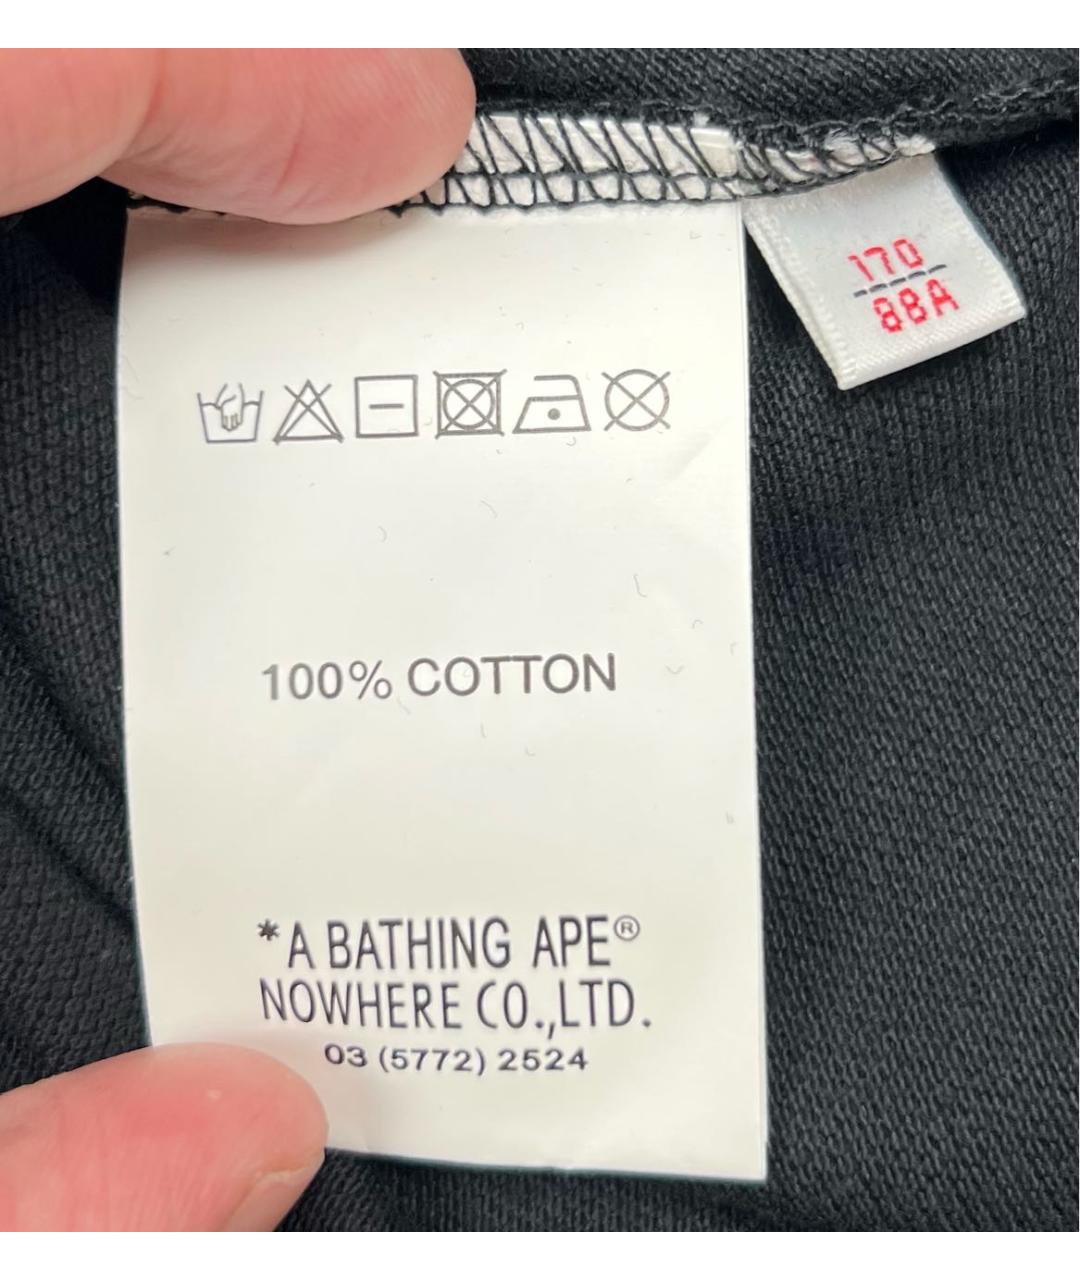 170
88A
100% COTTON
*A BATHING APE®
NOWHERE CO.,LTD.
03 (5772) 2524